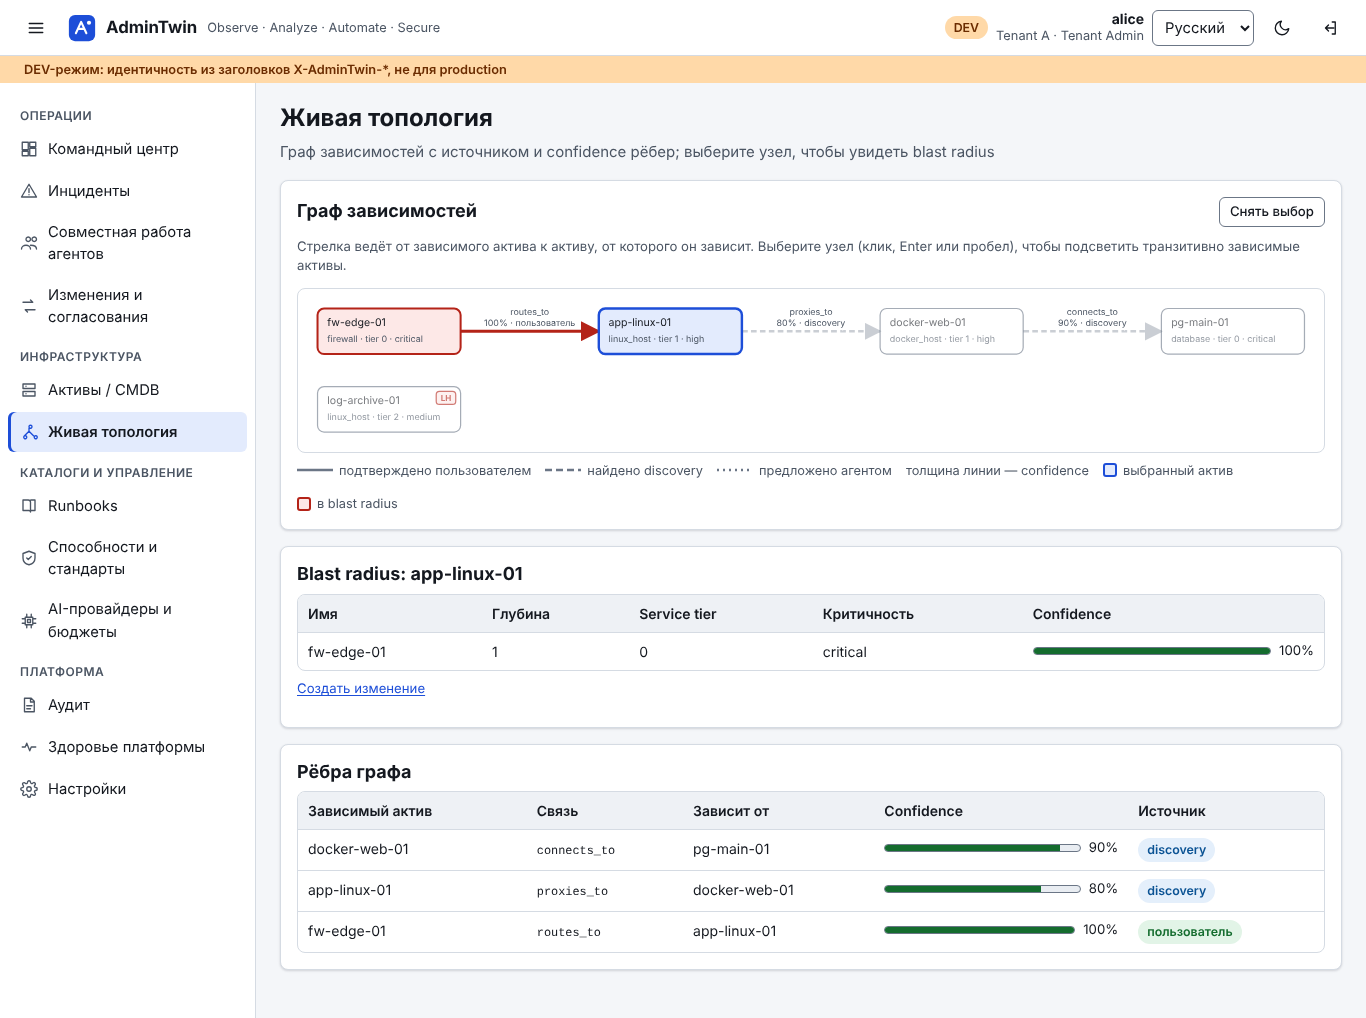 AdminTwin
Observe · Analyze · Automate · Secure
DEV
alice
Tenant A · Tenant Admin
Русский
DEV-режим: идентичность из заголовков X-AdminTwin-*, не для production
ОПЕРАЦИИ
Командный центр
Инциденты
Совместная работа
агентов
Изменения и
согласования
ИНФРАСТРУКТУРА
Активы / CMDB
Живая топология
КАТАЛОГИ И УПРАВЛЕНИЕ
Runbooks
Способности и
стандарты
AI-провайдеры и
бюджеты
ПЛАТФОРМА
Аудит
Здоровье платформы
Настройки
Живая топология
Граф зависимостей с источником и confidence рёбер; выберите узел, чтобы увидеть blast radius
Граф зависимостей
Снять выбор
Стрелка ведёт от зависимого актива к активу, от которого он зависит. Выберите узел (клик, Enter или пробел), чтобы подсветить транзитивно зависимые
активы.
fw-edge-01
firewall · tier 0 · critical
routes_to
100% · пользователь
app-linux-01
linux_host · tier 1 · high
proxies_to
80% · discovery
docker-web-01
docker_host · tier 1 · high
connects_to
90% · discovery
pg-main-01
database · tier 0 · critical
log-archive-01
LH
linux_host · tier 2 · medium
подтверждено пользователем
найдено discovery
предложено агентом
толщина линии — confidence
выбранный актив
в blast radius
Blast radius: app-linux-01
Имя Глубина Service tier Критичность Confidence
fw-edge-01 1 0 critical 100%
Создать изменение
Рёбра графа
Зависимый актив Связь Зависит от Confidence Источник
docker-web-01 connects_to pg-main-01 90% discovery
app-linux-01 proxies_to docker-web-01 80% discovery
fw-edge-01 routes_to app-linux-01 100% пользователь